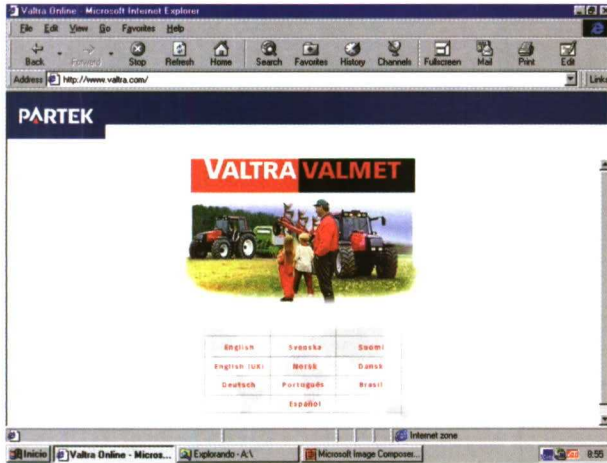 Valtra Online - Microsoft Internet Explorer
File Edit View Go Favorites Help
Back Forward Stop Refresh Home Search Favorites History Channels Fullscreen Mail Print Edit
Address http://www.valtra.com/ Links
PARTEK
VALTRA VALMET
English Svenska Suomi
English (UK) Norsk Dansk
Deutsch Português Brasil
Español
Internet zone
Inicio Valtra Online - Micros... Explorando - A:\ Microsoft Image Composer... 8:55